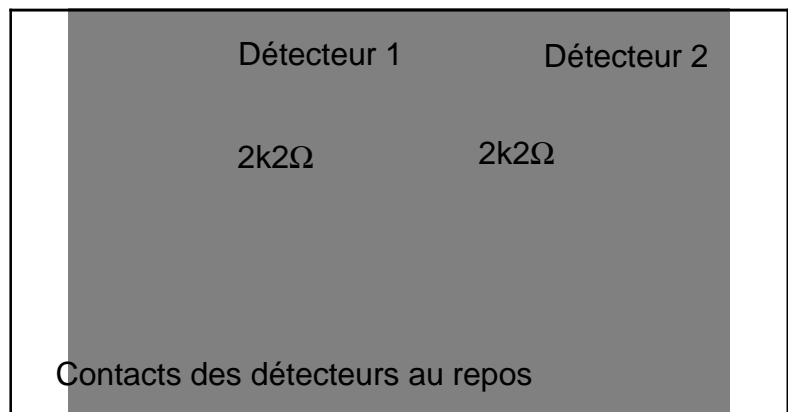 Détecteur 1
Détecteur 2
2k2Ω
2k2Ω
Contacts des détecteurs au repos